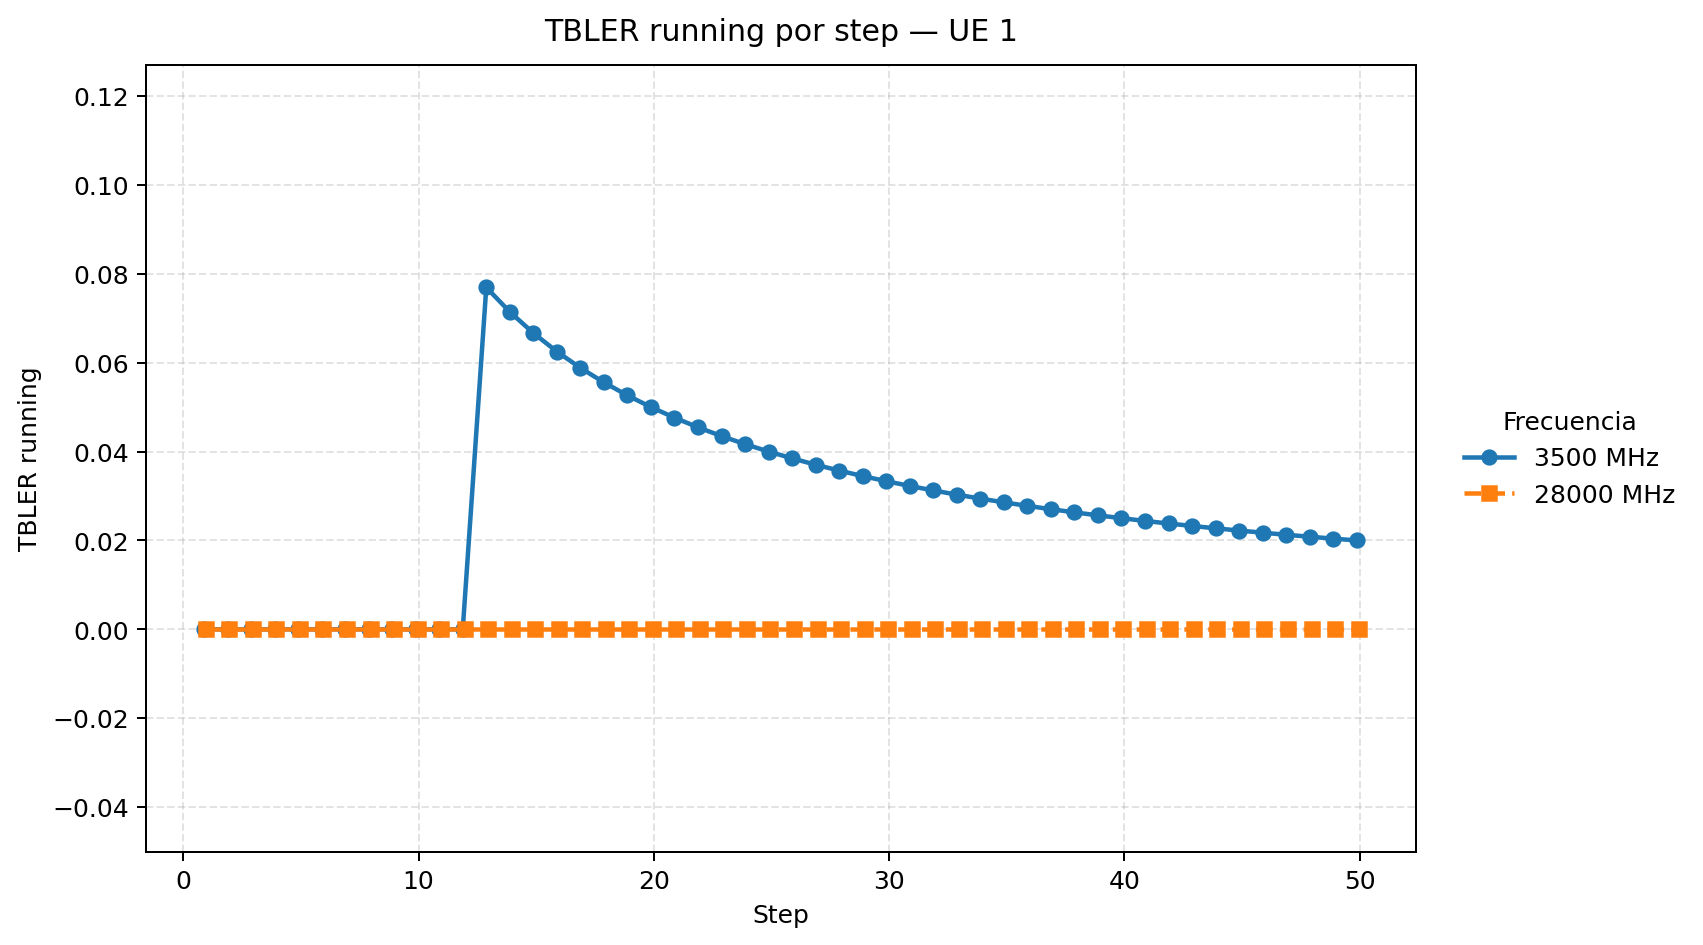 TBLER running por step — UE 1
0.12
0.10
0.08
0.06
0.04
0.02
0.00
−0.02
−0.04
TBLER running
0 10 20 30 40 50
Step
Frecuencia
3500 MHz
28000 MHz